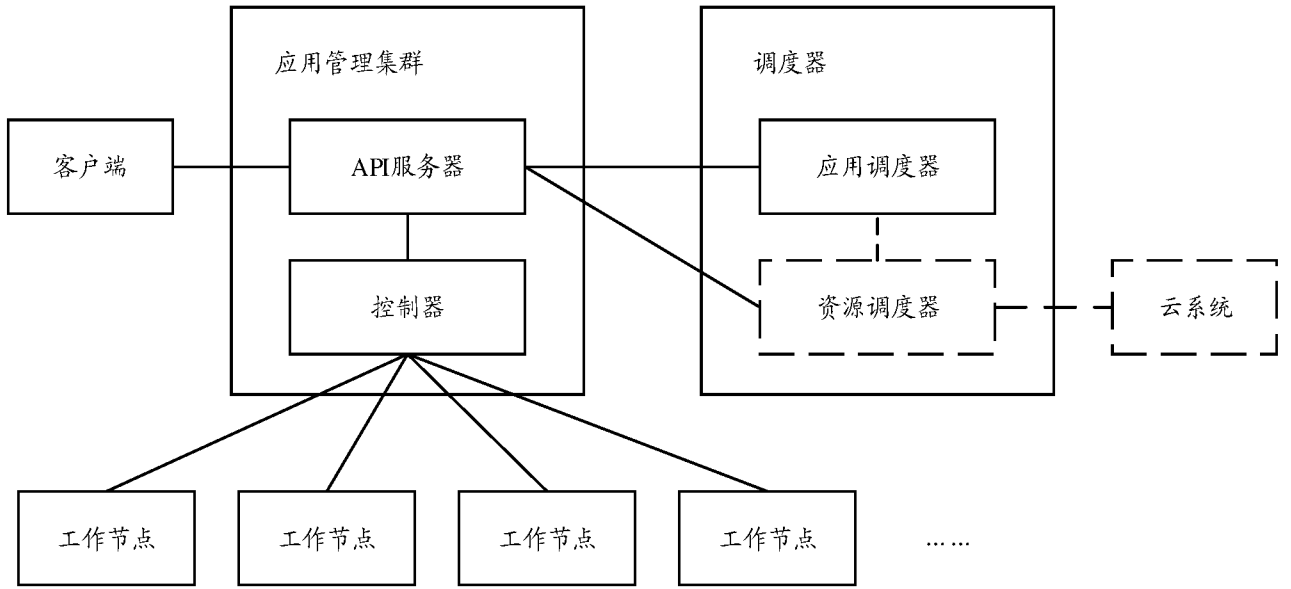 应用管理集群
调度器
客户端
API服务器
应用调度器
控制器
资源调度器
云系统
工作节点
工作节点
工作节点
工作节点
……